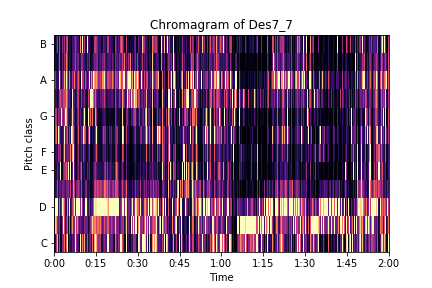 Chromagram of Des7_7
B
A
G
F
E
D
C
Pitch class
0:00 0:15 0:30 0:45 1:00 1:15 1:30 1:45 2:00
Time